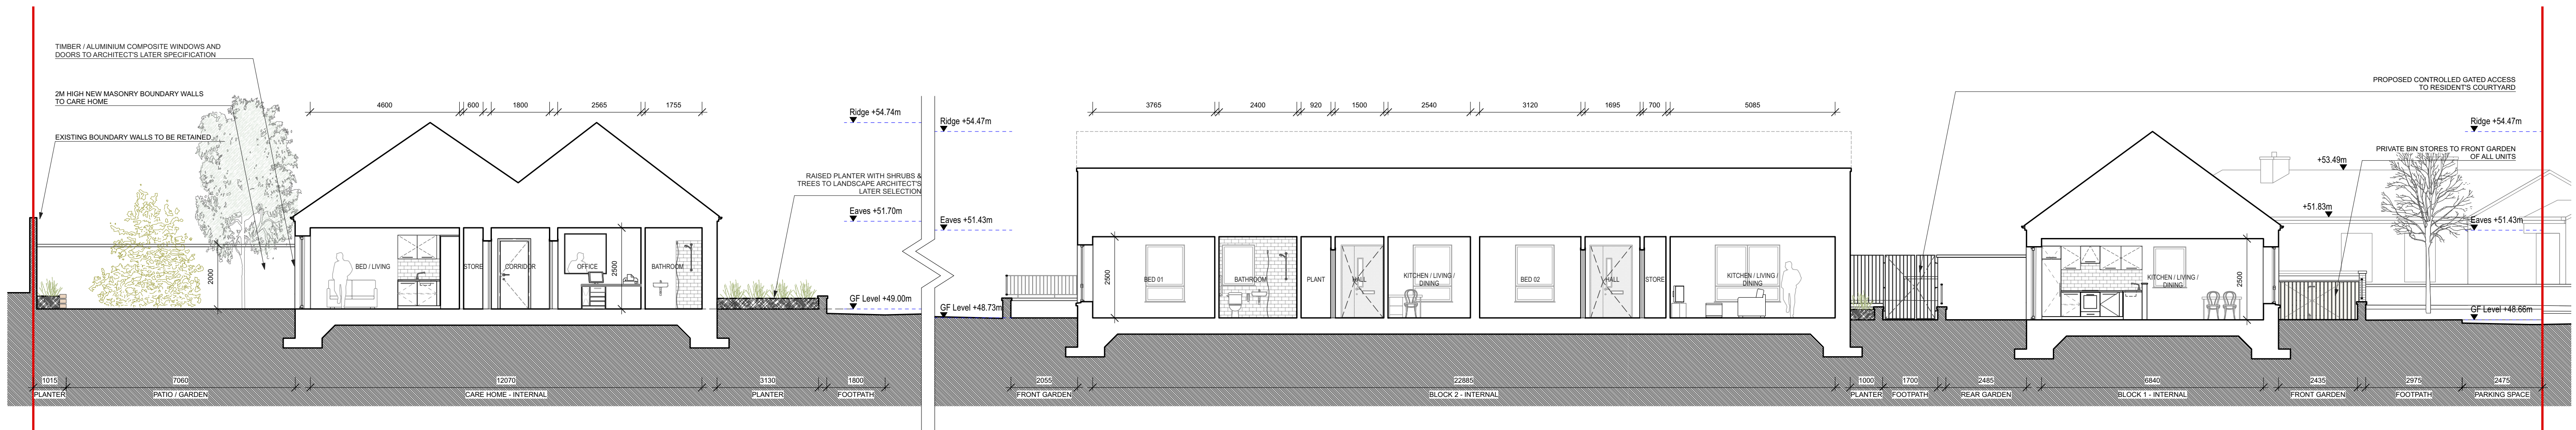 TIMBER / ALUMINIUM COMPOSITE WINDOWS AND
DOORS TO ARCHITECT'S LATER SPECIFICATION
2M HIGH NEW MASONRY BOUNDARY WALLS
TO CARE HOME
EXISTING BOUNDARY WALLS TO BE RETAINED
4600
600
1800
2565
1755
2000
BED / LIVING
STORE
CORRIDOR
OFFICE
2500
BATHROOM
RAISED PLANTER WITH SHRUBS &
TREES TO LANDSCAPE ARCHITECT'S
LATER SELECTION
Ridge +54.74m
Eaves +51.70m
GF Level +49.00m
1015
7060
12070
3130
1800
PLANTER
PATIO / GARDEN
CARE HOME - INTERNAL
PLANTER
FOOTPATH
Ridge +54.47m
Eaves +51.43m
GF Level +48.73m
3765
2400
920
1500
2540
3120
1695
700
5085
2500
BED 01
BATHROOM
PLANT
HALL
KITCHEN / LIVING /
DINING
BED 02
HALL
STORE
KITCHEN / LIVING /
DINING
2055
22885
1000
1700
2485
6840
2435
2975
2475
FRONT GARDEN
BLOCK 2 - INTERNAL
PLANTER
FOOTPATH
REAR GARDEN
BLOCK 1 - INTERNAL
FRONT GARDEN
FOOTPATH
PARKING SPACE
PROPOSED CONTROLLED GATED ACCESS
TO RESIDENT'S COURTYARD
Ridge +54.47m
PRIVATE BIN STORES TO FRONT GARDEN
OF ALL UNITS
+53.49m
+51.83m
Eaves +51.43m
KITCHEN / LIVING /
DINING
2500
GF Level +48.66m